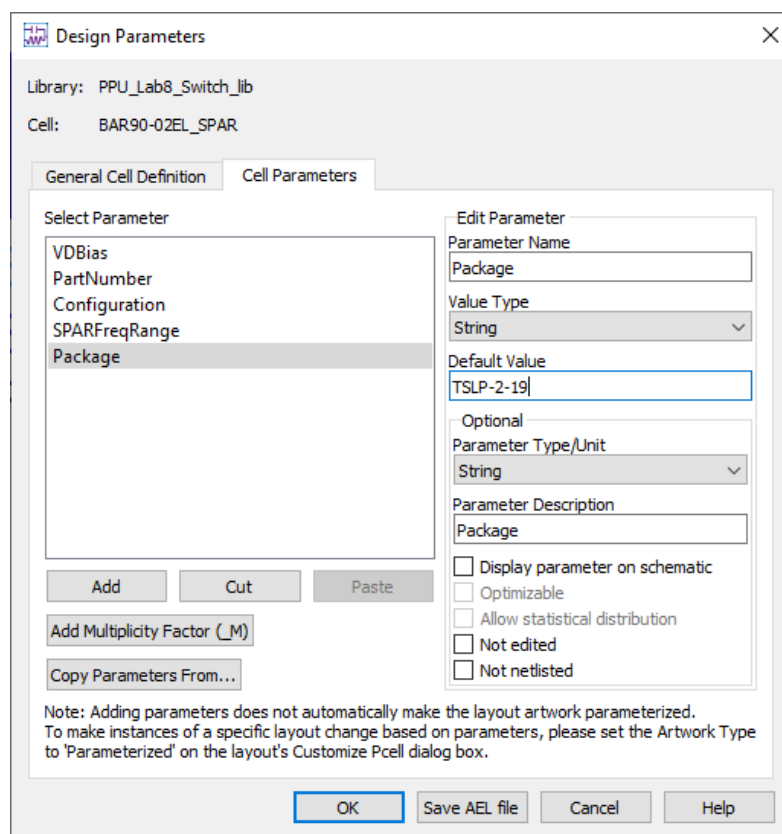 Design Parameters
Library: PPU_Lab8_Switch_lib
Cell: BAR90-02EL_SPAR
General Cell Definition
Cell Parameters
Select Parameter
VDBias
PartNumber
Configuration
SPARFreqRange
Package
Add
Cut
Paste
Add Multiplicity Factor (_M)
Copy Parameters From...
Edit Parameter
Parameter Name
Package
Value Type
String
Default Value
TSLP-2-19
Optional
Parameter Type/Unit
String
Parameter Description
Package
Display parameter on schematic
Optimizable
Allow statistical distribution
Not edited
Not netlisted
Note: Adding parameters does not automatically make the layout artwork parameterized.
To make instances of a specific layout change based on parameters, please set the Artwork Type
to 'Parameterized' on the layout's Customize Pcell dialog box.
OK
Save AEL file
Cancel
Help